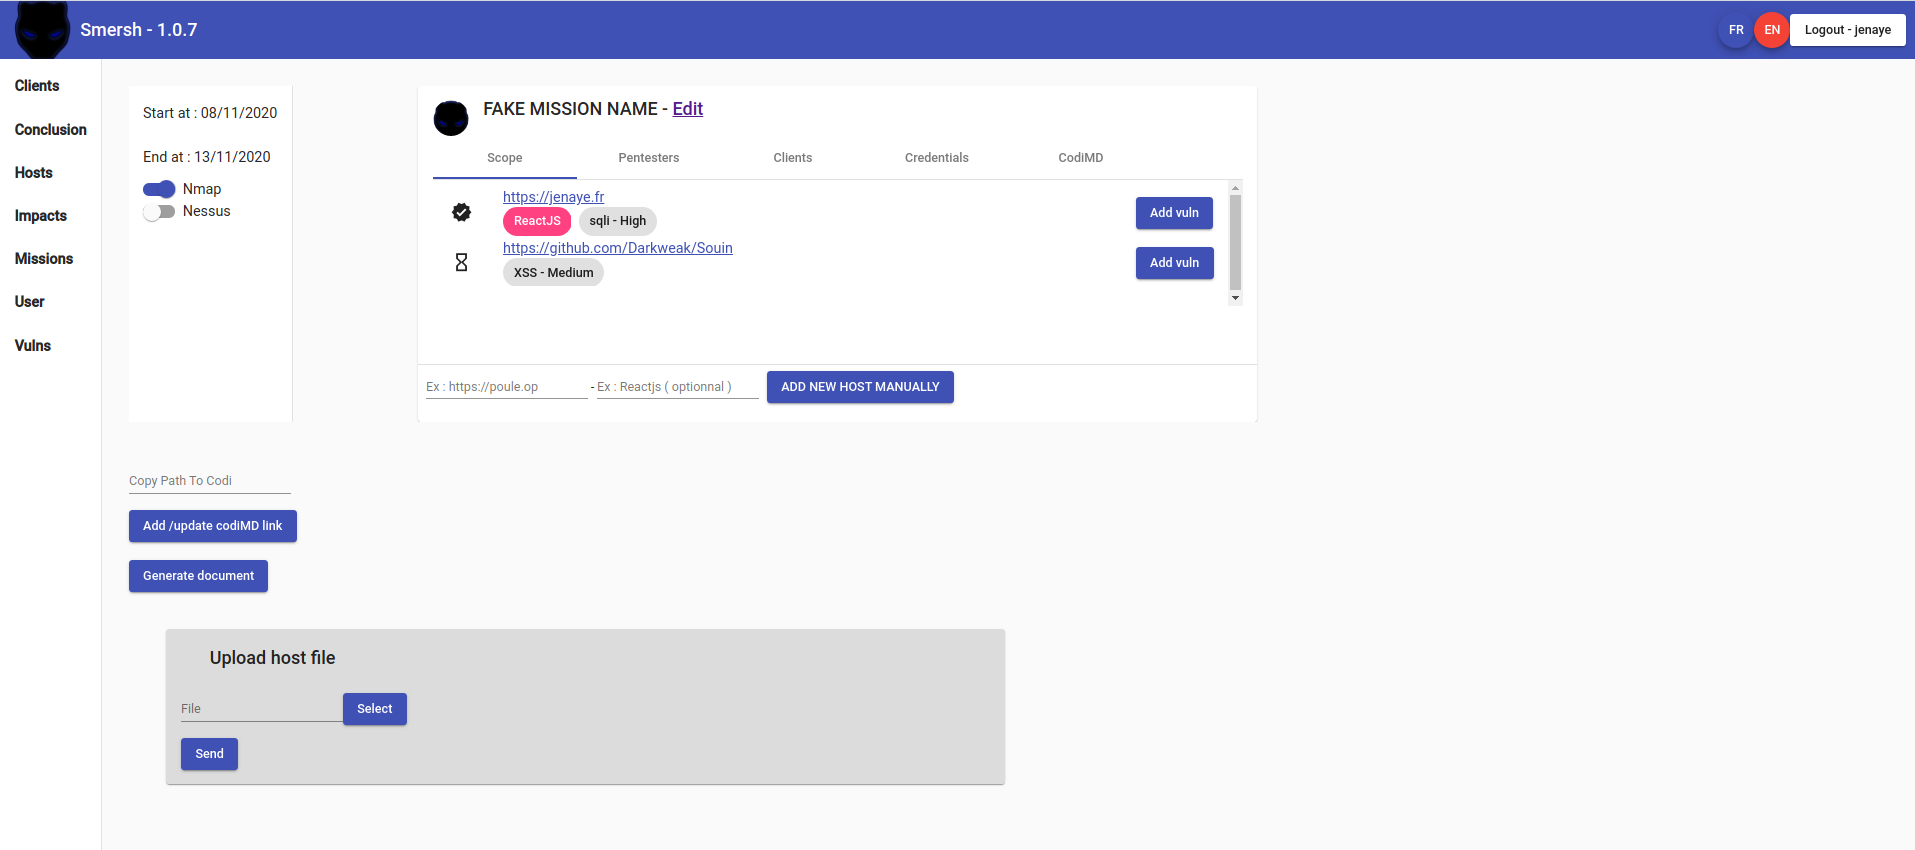 Smersh - 1.0.7
FR
EN
Logout - jenaye
Clients
Conclusion
Hosts
Impacts
Missions
User
Vulns
Start at : 08/11/2020
End at : 13/11/2020
Nmap
Nessus
FAKE MISSION NAME - Edit
Scope Pentesters Clients Credentials CodiMD
https://jenaye.fr
ReactJS sqli - High
Add vuln
https://github.com/Darkweak/Souin
XSS - Medium
Add vuln
Ex : https://poule.op - Ex : Reactjs ( optionnal ) ADD NEW HOST MANUALLY
Copy Path To Codi
Add /update codiMD link
Generate document
Upload host file
File Select
Send